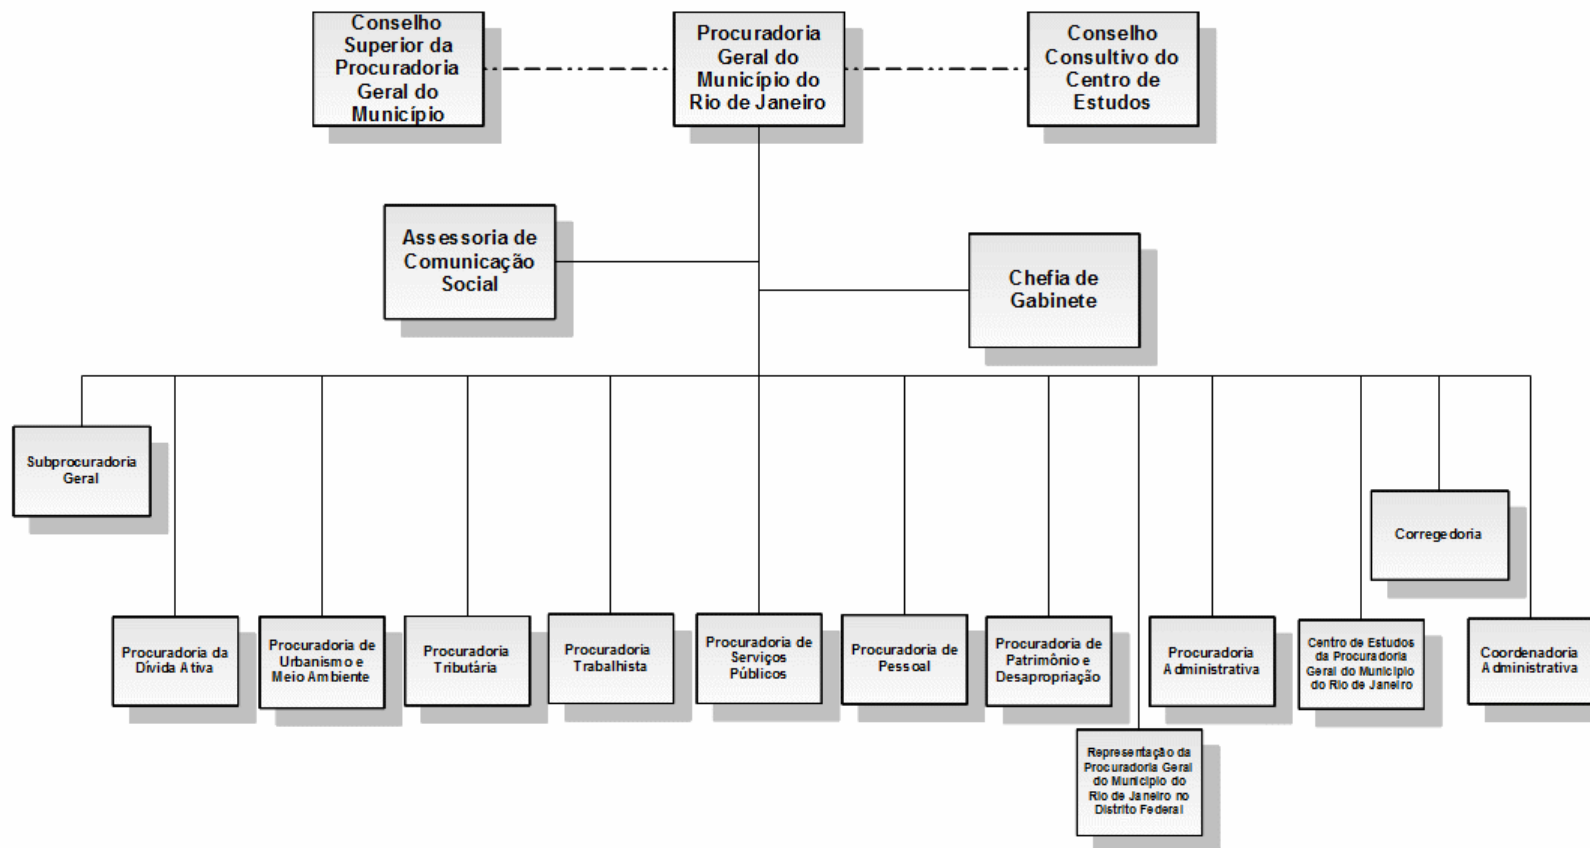 Conselho
Superior da
Procuradoria
Geral do
Município
Procuradoria
Geral do
Município do
Rio de Janeiro
Conselho
Consultivo do
Centro de
Estudos
Assessoria de
Comunicação
Social
Chefia de
Gabinete
Subprocuradoria
Geral
Corregedoria
Procuradoria da
Dívida Ativa
Procuradoria de
Urbanismo e
Meio Ambiente
Procuradoria
Tributária
Procuradoria
Trabalhista
Procuradoria de
Serviços
Públicos
Procuradoria de
Pessoal
Procuradoria de
Patrimônio e
Desapropriação
Procuradoria
Administrativa
Centro de Estudos
da Procuradoria
Geral do Município
do Rio de Janeiro
Coordenadoria
Administrativa
Representação da
Procuradoria Geral
do Município do
Rio de Janeiro no
Distrito Federal